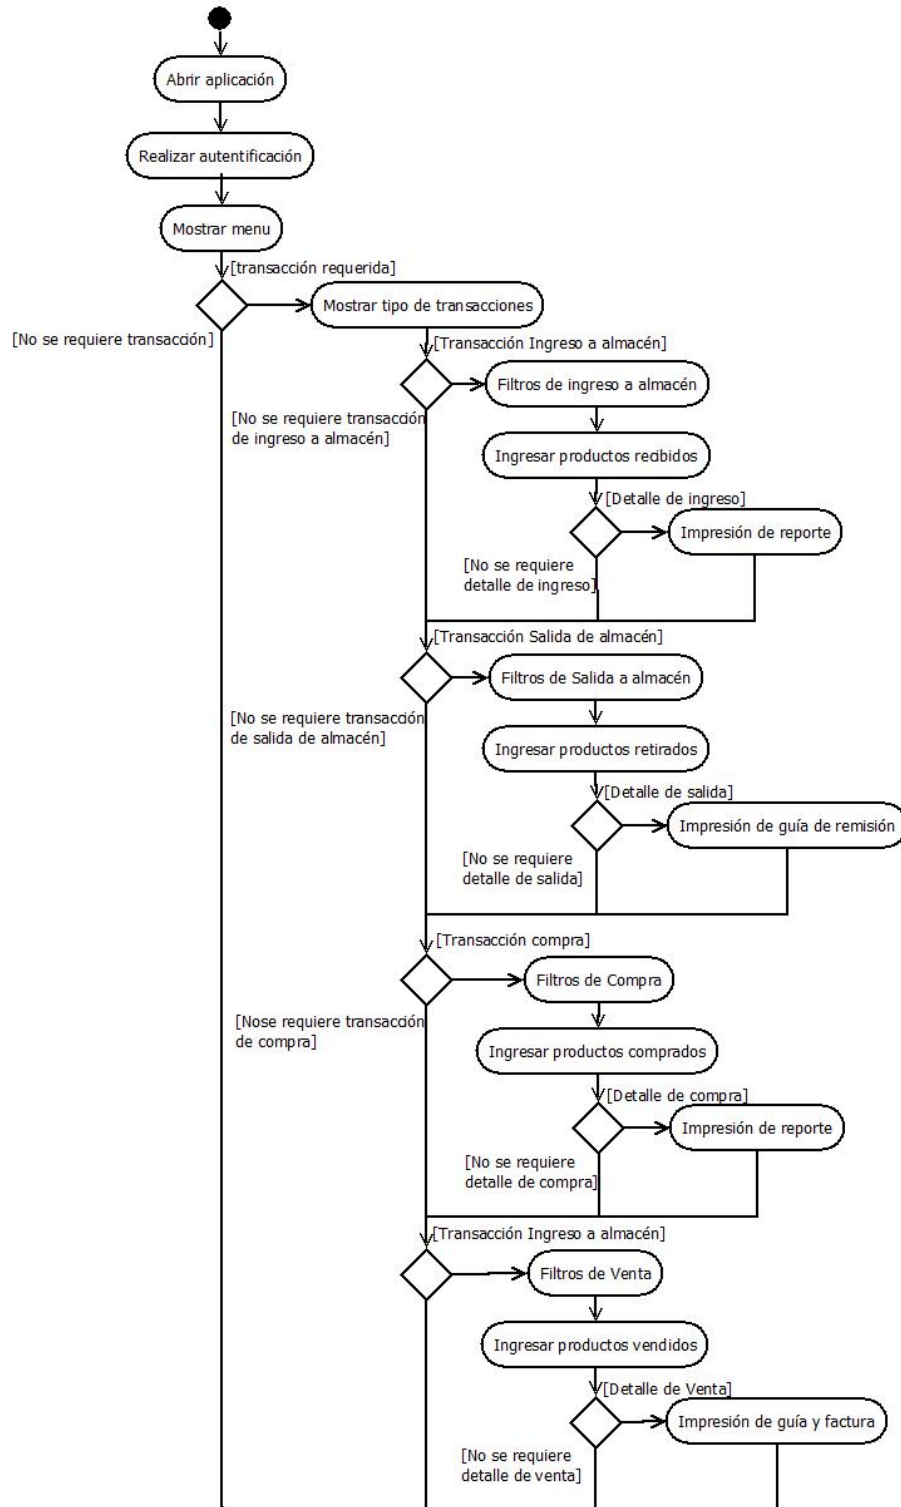 Abrir aplicación
Realizar autentificación
Mostrar menu
[transacción requerida]
Mostrar tipo de transacciones
[No se requiere transacción]
[Transacción Ingreso a almacén]
Filtros de ingreso a almacén
[No se requiere transacción
de ingreso a almacén]
Ingresar productos recibidos
[Detalle de ingreso]
Impresión de reporte
[No se requiere
detalle de ingreso]
[Transacción Salida de almacén]
Filtros de Salida a almacén
[No se requiere transacción
de salida de almacén]
Ingresar productos retirados
[Detalle de salida]
Impresión de guía de remisión
[No se requiere
detalle de salida]
[Transacción compra]
Filtros de Compra
[Nose requiere transacción
de compra]
Ingresar productos comprados
[Detalle de compra]
Impresión de reporte
[No se requiere
detalle de compra]
[Transacción Ingreso a almacén]
Filtros de Venta
Ingresar productos vendidos
[Detalle de Venta]
Impresión de guía y factura
[No se requiere
detalle de venta]